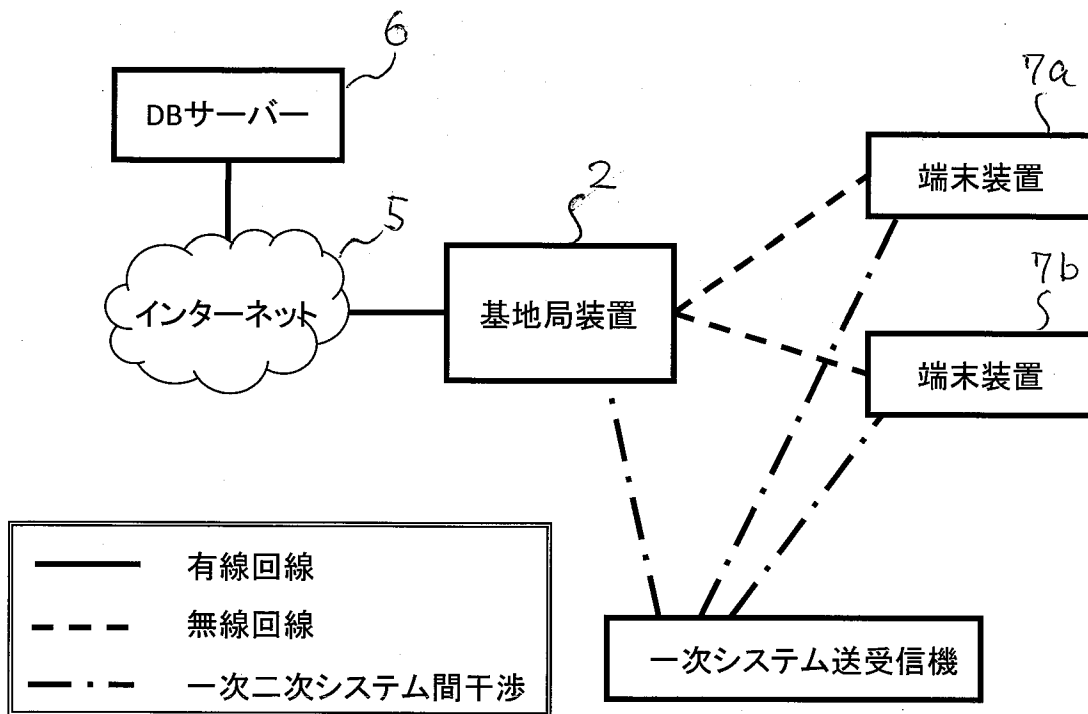 6
DBサーバー
7a
端末装置
2
5
インターネット
基地局装置
7b
端末装置
有線回線
無線回線
一次二次システム間干渉
一次システム送受信機